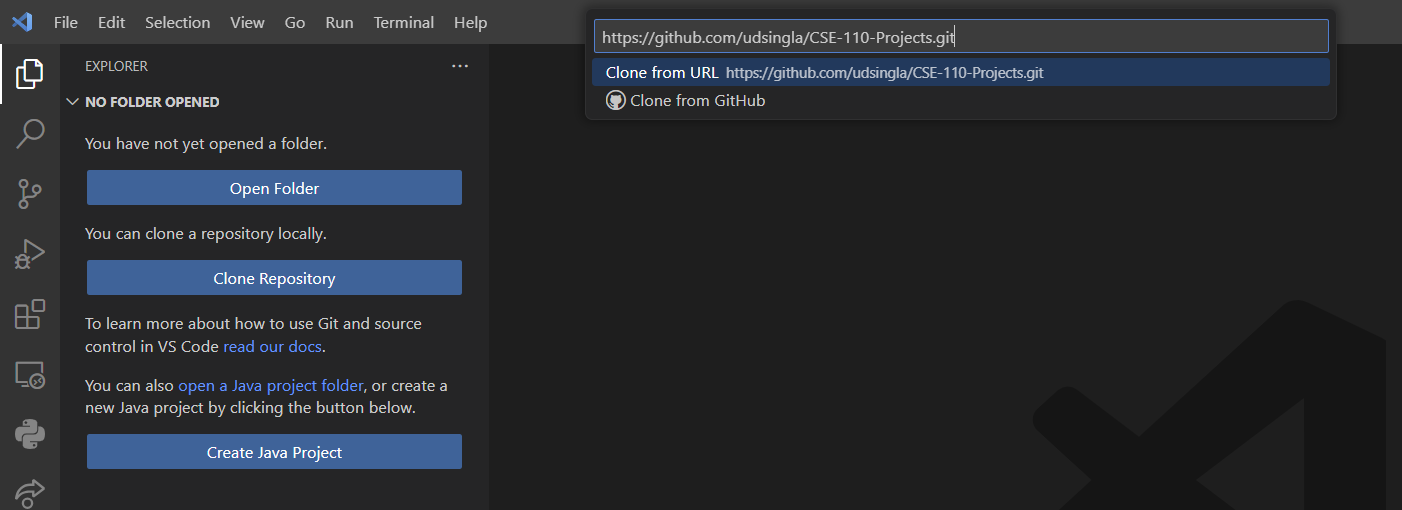 File Edit Selection View Go Run Terminal Help
https://github.com/udsingla/CSE-110-Projects.git
Clone from URL https://github.com/udsingla/CSE-110-Projects.git
Clone from GitHub
EXPLORER
NO FOLDER OPENED
You have not yet opened a folder.
Open Folder
You can clone a repository locally.
Clone Repository
To learn more about how to use Git and source
control in VS Code read our docs.
You can also open a Java project folder, or create a
new Java project by clicking the button below.
Create Java Project